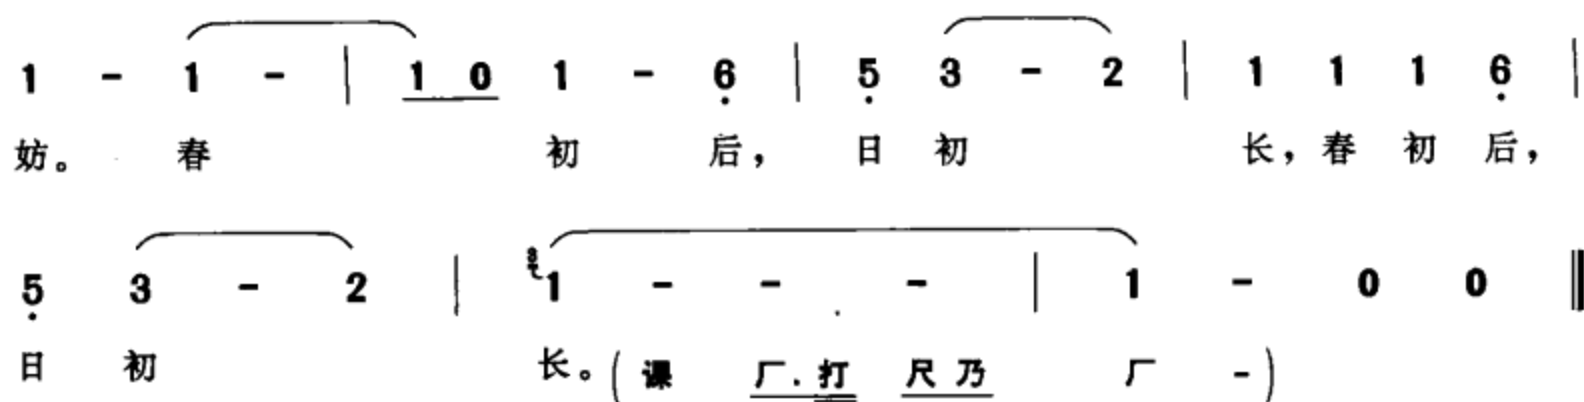 1 - 1 - | 1 0 1 - 6 | 5 3 - 2 | 1 1 1 6 |
妨。 春 初 后， 日 初 长，春 初 后，
5 3 - 2 | 1 - - - | 1 - 0 0 ‖
日 初 长。(课 厂.打 尺 乃 厂 -)